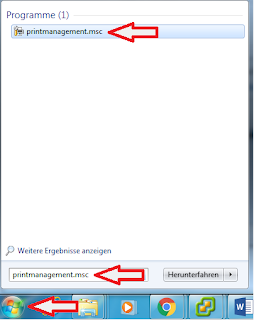 Programme (1)
printmanagement.msc
Weitere Ergebnisse anzeigen
printmanagement.msc
Herunterfahren